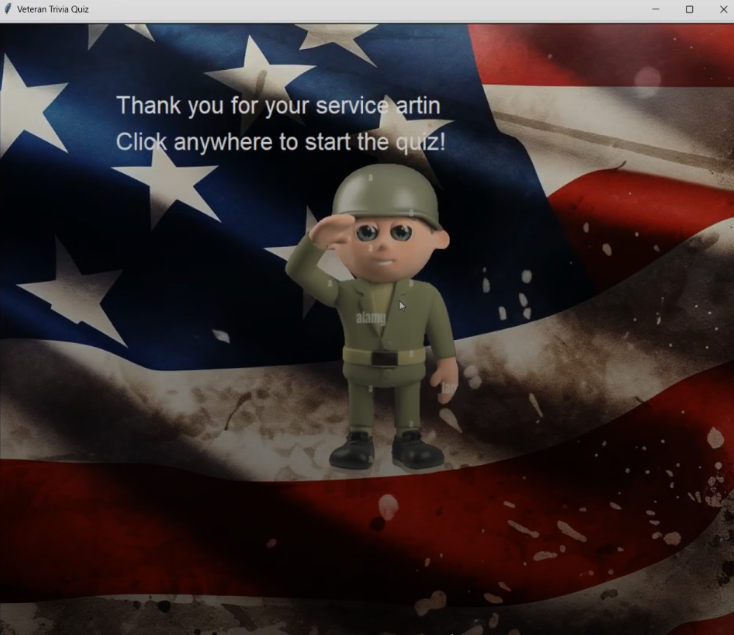 Veteran Trivia Quiz
Thank you for your service artin
Click anywhere to start the quiz!
alamy